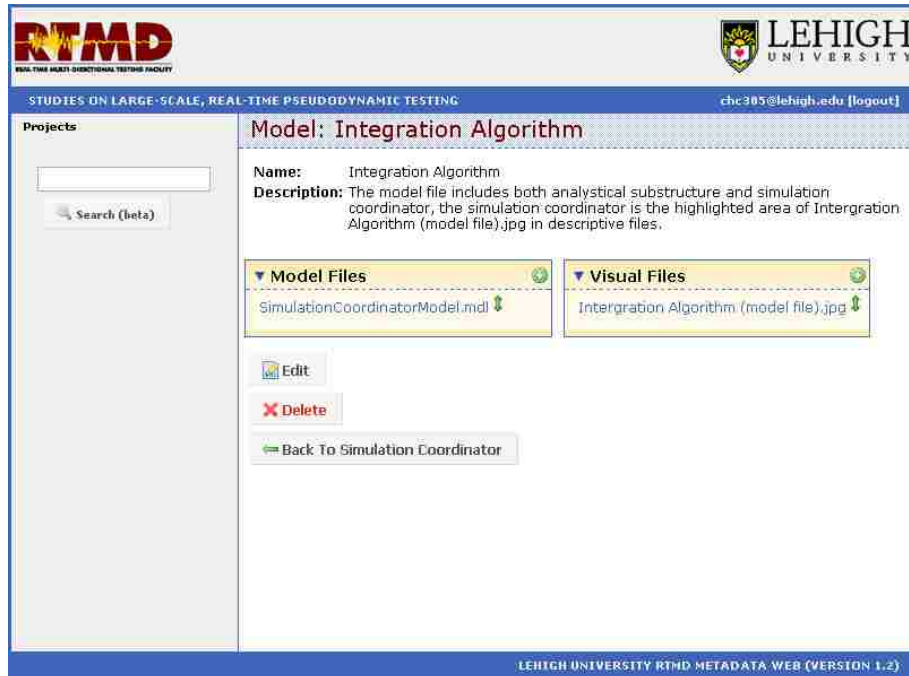 RTMD
REAL-TIME MULTI-DIRECTIONAL TESTING FACILITY
LEHIGH
UNIVERSITY
STUDIES ON LARGE-SCALE, REAL-TIME PSEUDODYNAMIC TESTING
chc305@lehigh.edu [logout]
Projects
Search (beta)
Model: Integration Algorithm
Name: Integration Algorithm
Description: The model file includes both analytical substructure and simulation
coordinator, the simulation coordinator is the highlighted area of Intergration
Algorithm (model file).jpg in descriptive files.
Model Files
SimulationCoordinatorModel.mdl
Visual Files
Intergration Algorithm (model file).jpg
Edit
Delete
Back To Simulation Coordinator
LEHIGH UNIVERSITY RTMD METADATA WEB (VERSION 1.2)